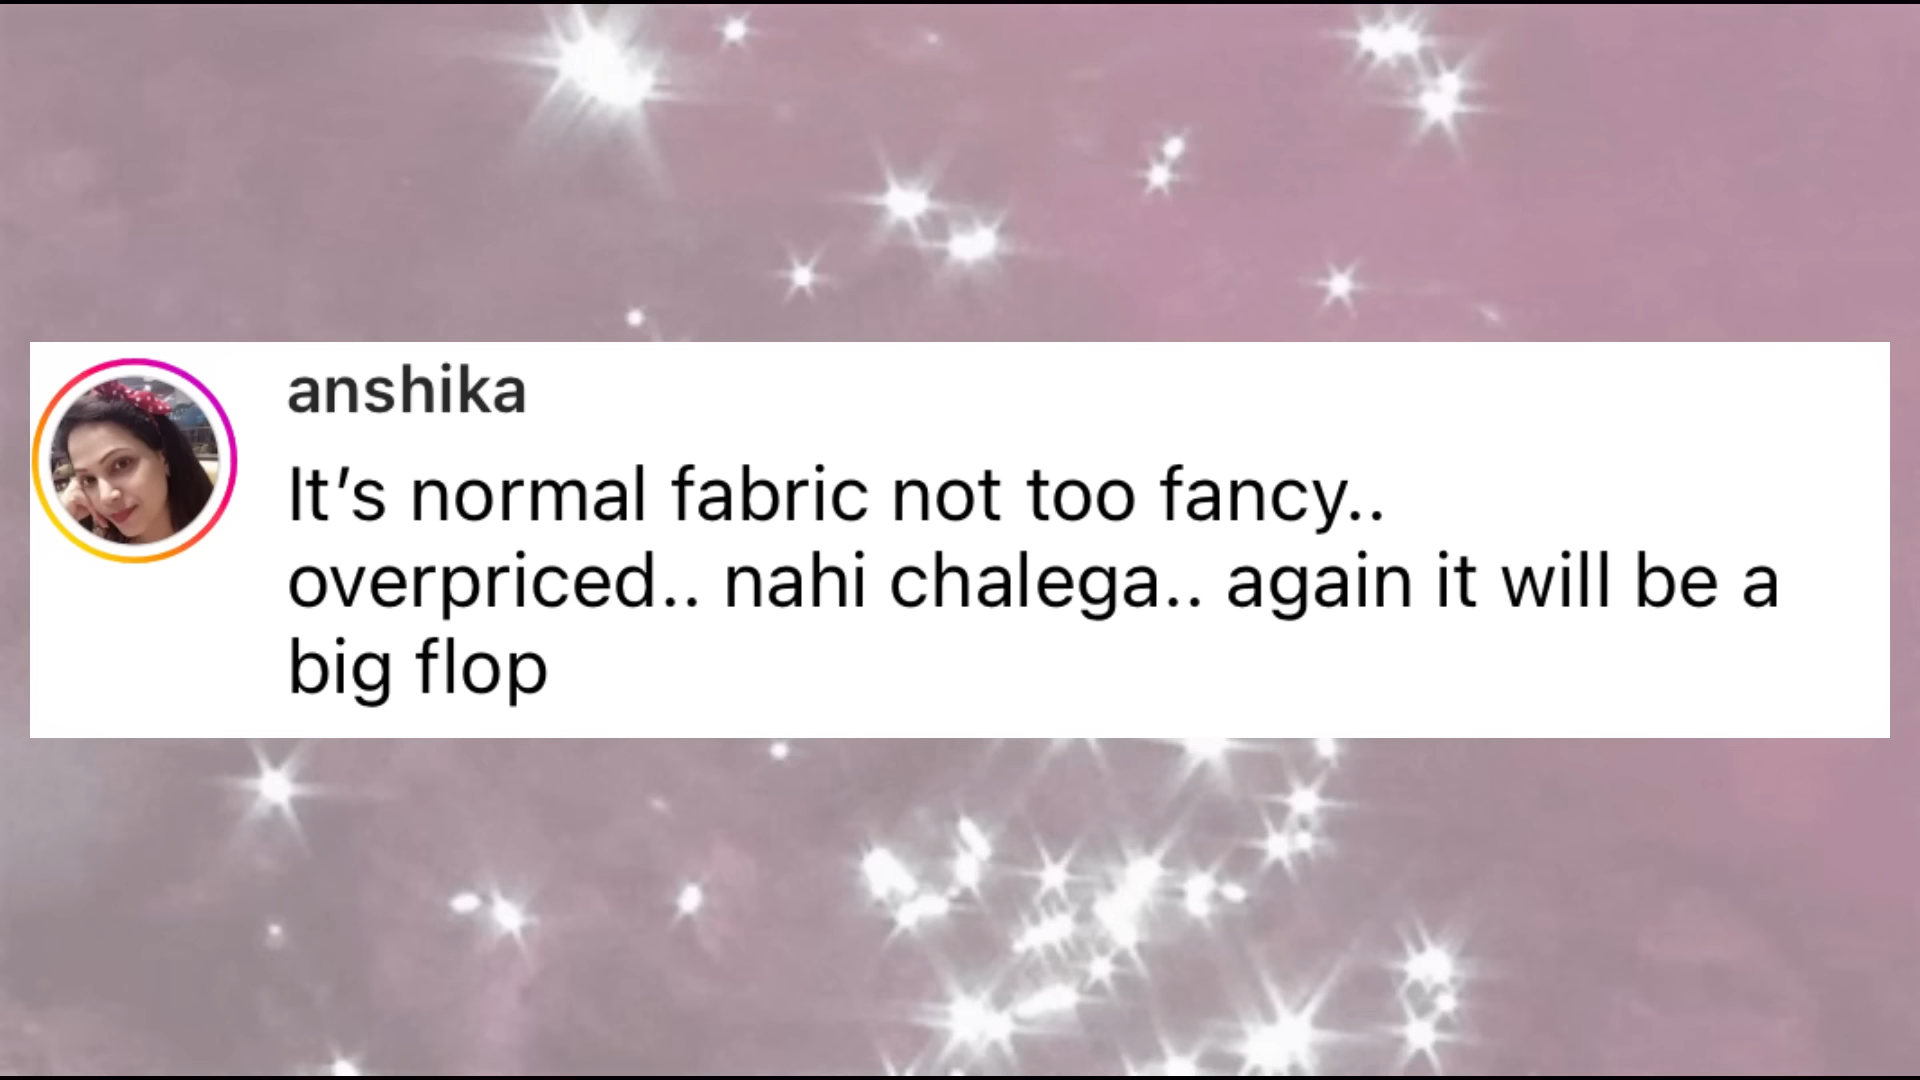 anshika
It’s normal fabric not too fancy..
overpriced.. nahi chalega.. again it will be a
big flop